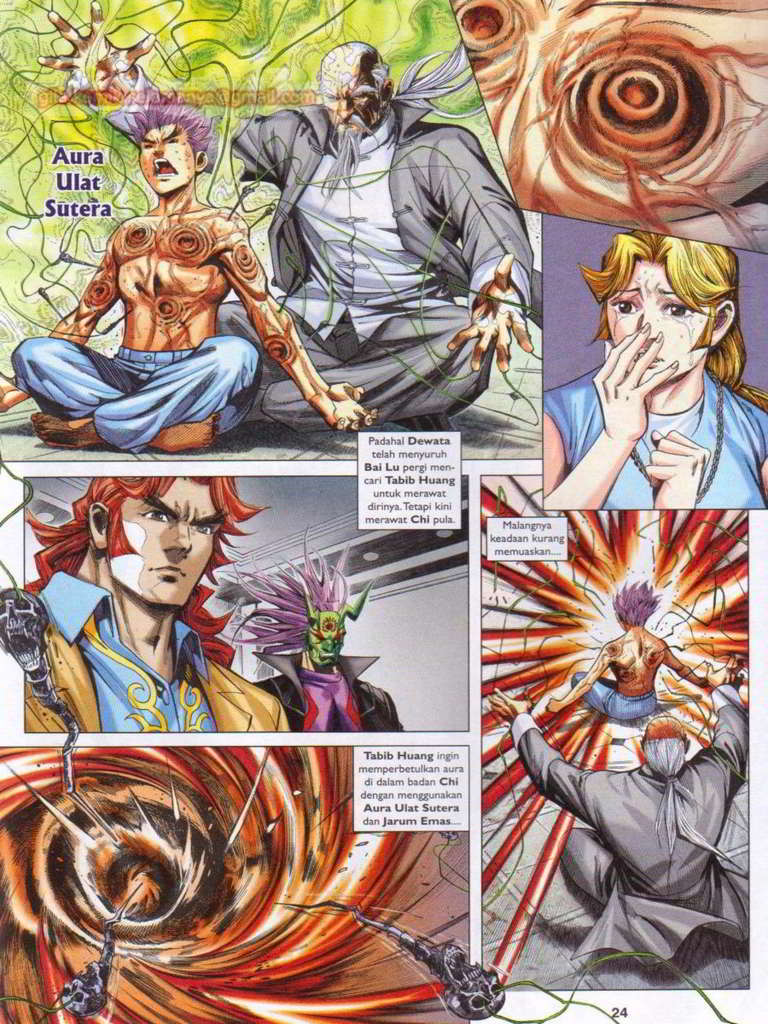 Aura
Ulat
Sutera
Padahal Dewata
telah menyuruh
Bai Lu pergi men-
cari Tabib Huang
untuk merawat
dirinya. Tetapi kini
merawat Chi pula.
Malangnya
keadaan kurang
memuaskan....
Tabib Huang ingin
memperbetulkan aura
di dalam badan Chi
dengan menggunakan
Aura Ulat Sutera
dan Jarum Emas....
24